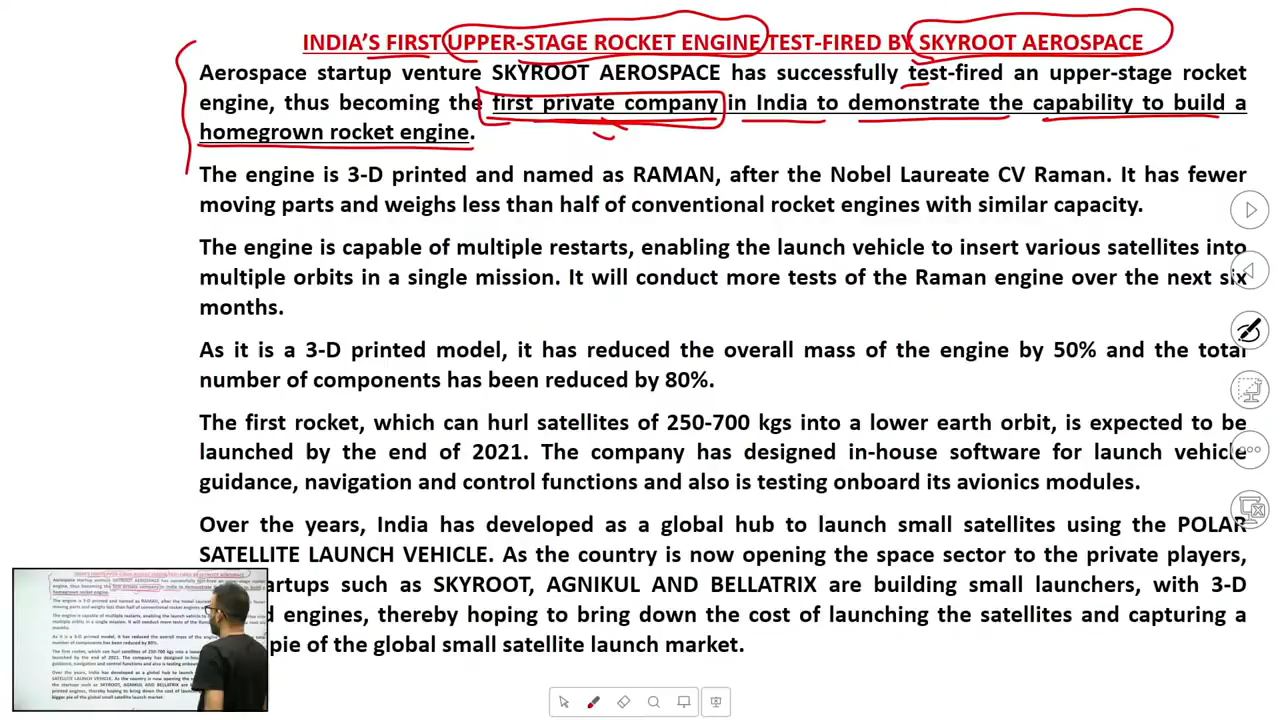 INDIA'S FIRST UPPER-STAGE ROCKET ENGINE TEST-FIRED BY SKYROOT AEROSPACE
Aerospace startup venture SKYROOT AEROSPACE has successfully test-fired an upper-stage rocket
engine, thus becoming the first private company in India to demonstrate the capability to build a
homegrown rocket engine.
The engine is 3-D printed and named as RAMAN, after the Nobel Laureate CV Raman. It has fewer
moving parts and weighs less than half of conventional rocket engines with similar capacity.
The engine is capable of multiple restarts, enabling the launch vehicle to insert various satellites into
multiple orbits in a single mission. It will conduct more tests of the Raman engine over the next six
months.
As it is a 3-D printed model, it has reduced the overall mass of the engine by 50% and the total
number of components has been reduced by 80%.
The first rocket, which can hurl satellites of 250-700 kgs into a lower earth orbit, is expected to be
launched by the end of 2021. The company has designed in-house software for launch vehicle
guidance, navigation and control functions and also is testing onboard its avionics modules.
Over the years, India has developed as a global hub to launch small satellites using the POLAR
SATELLITE LAUNCH VEHICLE. As the country is now opening the space sector to the private players,
startups such as SKYROOT, AGNIKUL AND BELLATRIX are building small launchers, with 3-D
engines, thereby hoping to bring down the cost of launching the satellites and capturing a
pie of the global small satellite launch market.